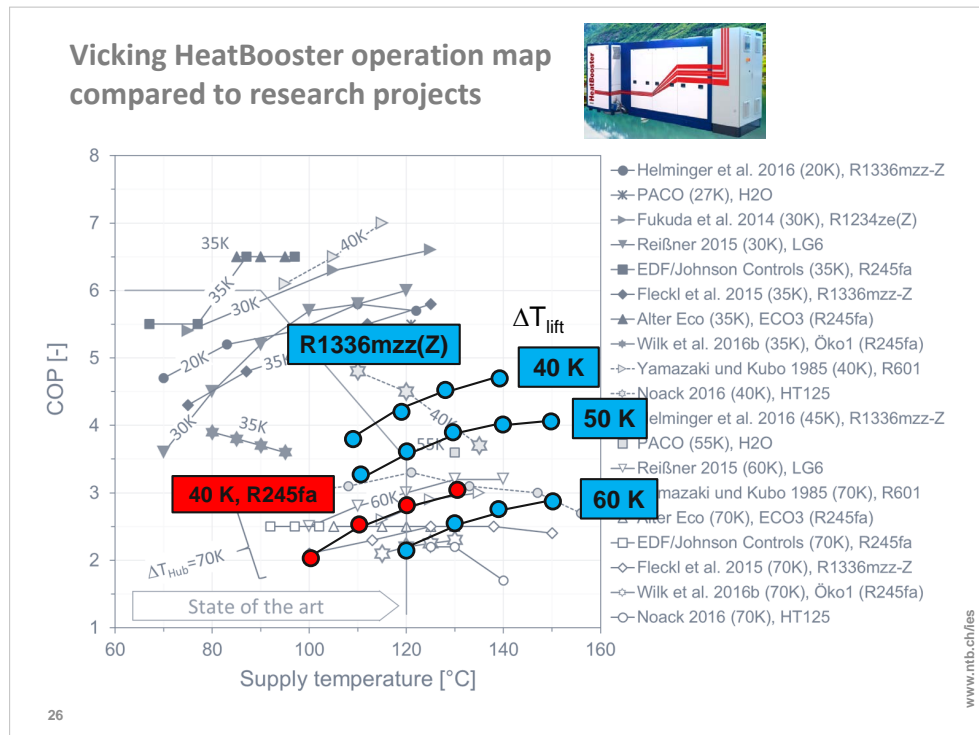 Vicking HeatBooster operation map
compared to research projects
HeatBooster
8
7
6
5
4
3
2
1
COP [-]
60
80
100
120
140
160
Supply temperature [°C]
35K
40K
35K
30K
20K
35K
30K
35K
40K
55K
60K
ΔT_Hub=70K
State of the art
R1336mzz(Z)
ΔT_lift
40 K
50 K
60 K
40 K, R245fa
Helminger et al. 2016 (20K), R1336mzz-Z
PACO (27K), H2O
Fukuda et al. 2014 (30K), R1234ze(Z)
Reißner 2015 (30K), LG6
EDF/Johnson Controls (35K), R245fa
Fleckl et al. 2015 (35K), R1336mzz-Z
Alter Eco (35K), ECO3 (R245fa)
Wilk et al. 2016b (35K), Öko1 (R245fa)
Yamazaki und Kubo 1985 (40K), R601
Noack 2016 (40K), HT125
Helminger et al. 2016 (45K), R1336mzz-Z
PACO (55K), H2O
Reißner 2015 (60K), LG6
amazaki und Kubo 1985 (70K), R601
Alter Eco (70K), ECO3 (R245fa)
EDF/Johnson Controls (70K), R245fa
Fleckl et al. 2015 (70K), R1336mzz-Z
Wilk et al. 2016b (70K), Öko1 (R245fa)
Noack 2016 (70K), HT125
www.ntb.ch/ies
26